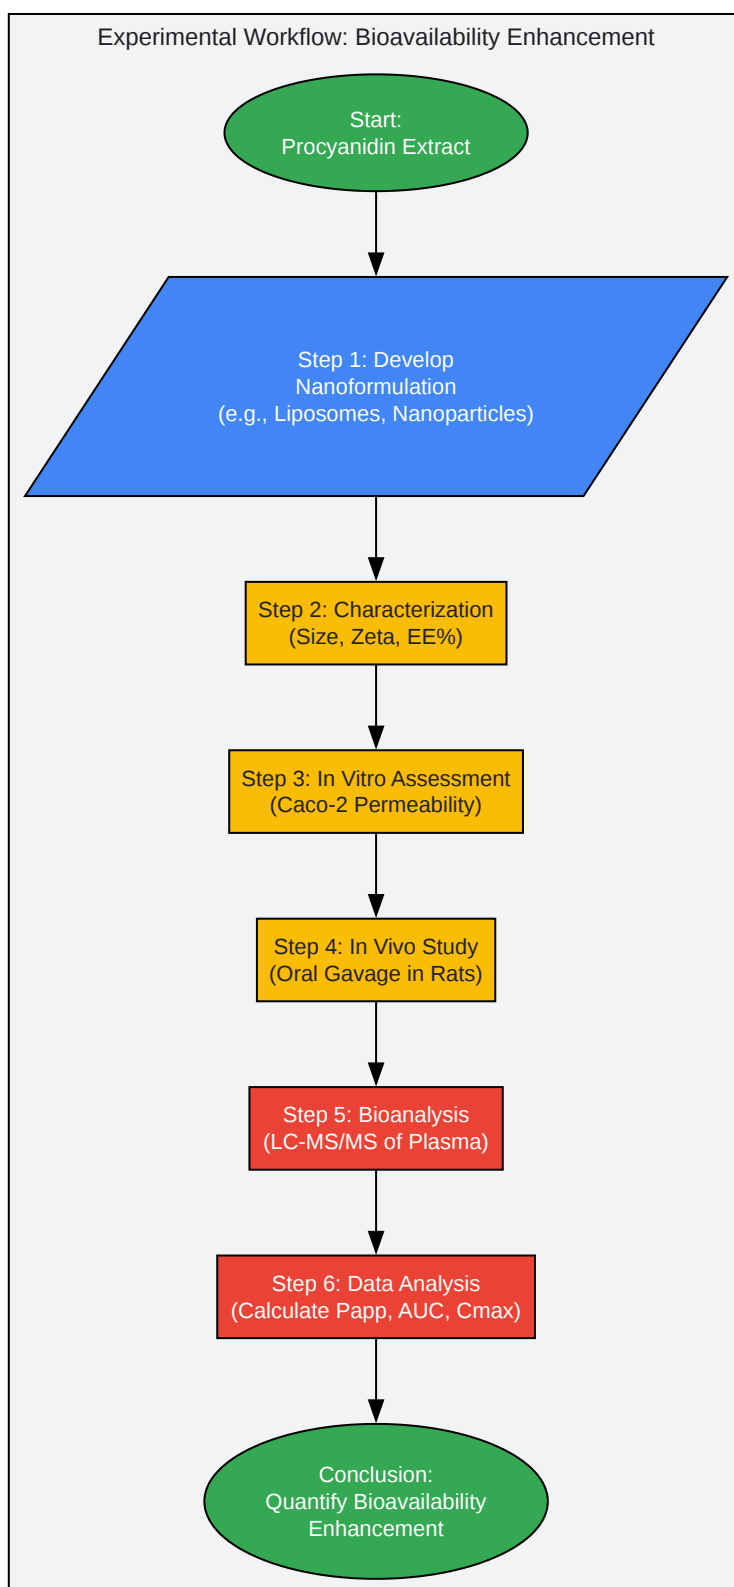 Experimental Workflow: Bioavailability Enhancement
Start:
Procyanidin Extract
Step 1: Develop
Nanoformulation
(e.g., Liposomes, Nanoparticles)
Step 2: Characterization
(Size, Zeta, EE%)
Step 3: In Vitro Assessment
(Caco-2 Permeability)
Step 4: In Vivo Study
(Oral Gavage in Rats)
Step 5: Bioanalysis
(LC-MS/MS of Plasma)
Step 6: Data Analysis
(Calculate Papp, AUC, Cmax)
Conclusion:
Quantify Bioavailability
Enhancement